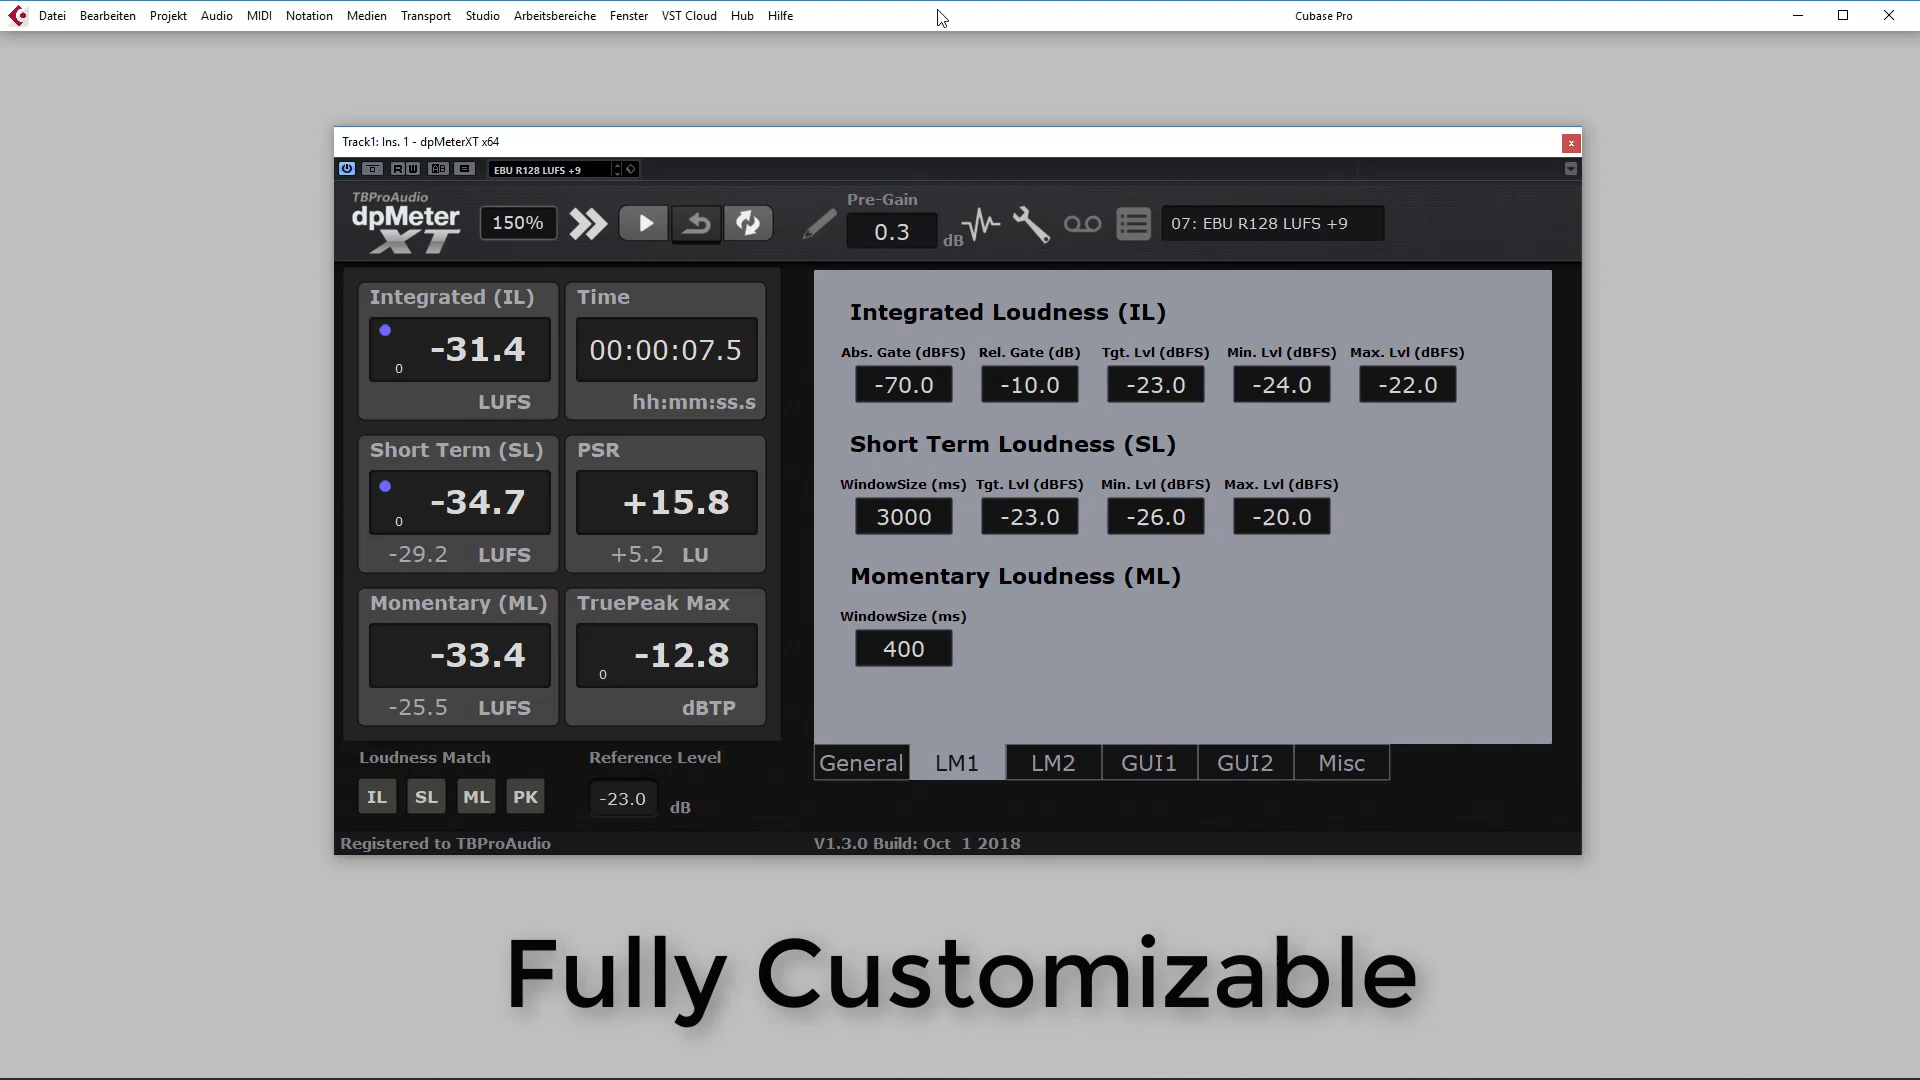 Datei Bearbeiten Projekt Audio MIDI Notation Medien Transport Studio Arbeitsbereiche Fenster VST Cloud Hub Hilfe Cubase Pro
Track1: Ins. 1 - dpMeterXT x64
R W EBU R128 LUFS +9
TBProAudio
dpMeter
XT
150%
Pre-Gain
0.3 dB
07: EBU R128 LUFS +9
Integrated (IL)
-31.4
0
LUFS
Time
00:00:07.5
hh:mm:ss.s
Short Term (SL)
-34.7
0
-29.2 LUFS
PSR
+15.8
+5.2 LU
Momentary (ML)
-33.4
-25.5 LUFS
TruePeak Max
-12.8
0
dBTP
Loudness Match
IL SL ML PK
Reference Level
-23.0 dB
Integrated Loudness (IL)
Abs. Gate (dBFS) Rel. Gate (dB) Tgt. Lvl (dBFS) Min. Lvl (dBFS) Max. Lvl (dBFS)
-70.0 -10.0 -23.0 -24.0 -22.0
Short Term Loudness (SL)
WindowSize (ms) Tgt. Lvl (dBFS) Min. Lvl (dBFS) Max. Lvl (dBFS)
3000 -23.0 -26.0 -20.0
Momentary Loudness (ML)
WindowSize (ms)
400
General LM1 LM2 GUI1 GUI2 Misc
Registered to TBProAudio V1.3.0 Build: Oct 1 2018
Fully Customizable